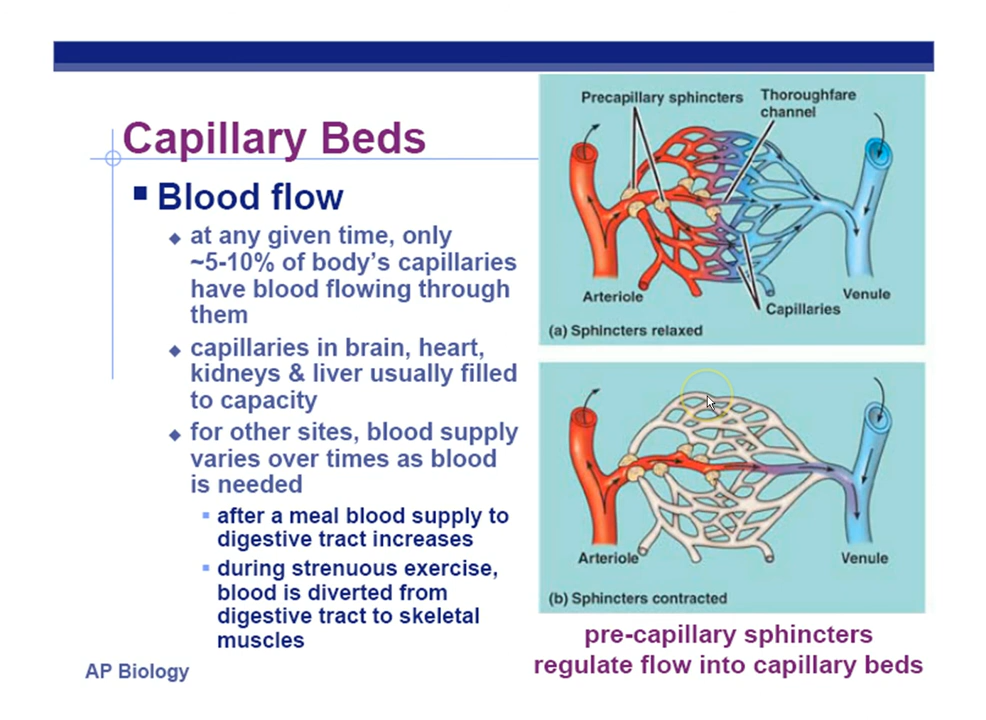 Capillary Beds
Blood flow
at any given time, only
~5-10% of body's capillaries
have blood flowing through
them
capillaries in brain, heart,
kidneys & liver usually filled
to capacity
for other sites, blood supply
varies over times as blood
is needed
after a meal blood supply to
digestive tract increases
during strenuous exercise,
blood is diverted from
digestive tract to skeletal
muscles
AP Biology
Precapillary sphincters
Thoroughfare
channel
Arteriole
Venule
Capillaries
(a) Sphincters relaxed
Arteriole
Venule
(b) Sphincters contracted
pre-capillary sphincters
regulate flow into capillary beds